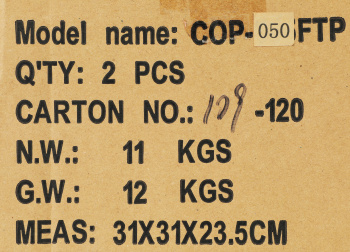 Model name: COP-050FTP
Q'TY: 2 PCS
CARTON NO.: 109-120
N.W.: 11 KGS
G.W.: 12 KGS
MEAS: 31X31X23.5CM